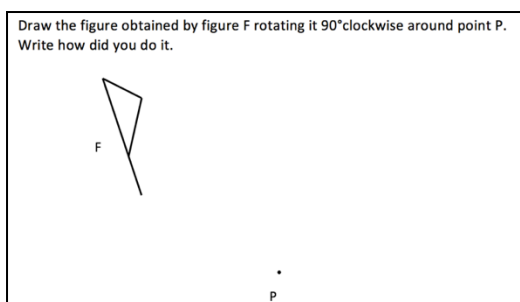 Draw the figure obtained by figure F rotating it 90°clockwise around point P.
Write how did you do it.
F
P